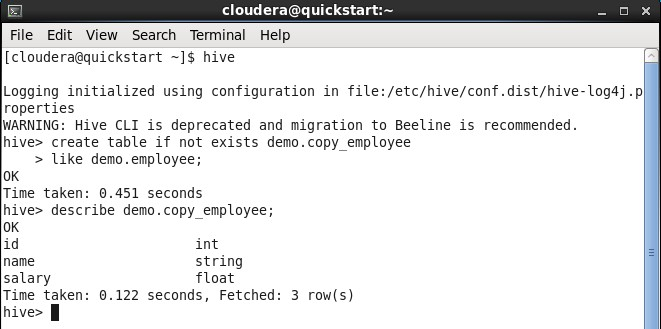 cloudera@quickstart:~
File Edit View Search Terminal Help
[cloudera@quickstart ~]$ hive
Logging initialized using configuration in file:/etc/hive/conf.dist/hive-log4j.p
roperties
WARNING: Hive CLI is deprecated and migration to Beeline is recommended.
hive> create table if not exists demo.copy_employee
    > like demo.employee;
OK
Time taken: 0.451 seconds
hive> describe demo.copy_employee;
OK
id                      int
name                    string
salary                  float
Time taken: 0.122 seconds, Fetched: 3 row(s)
hive>